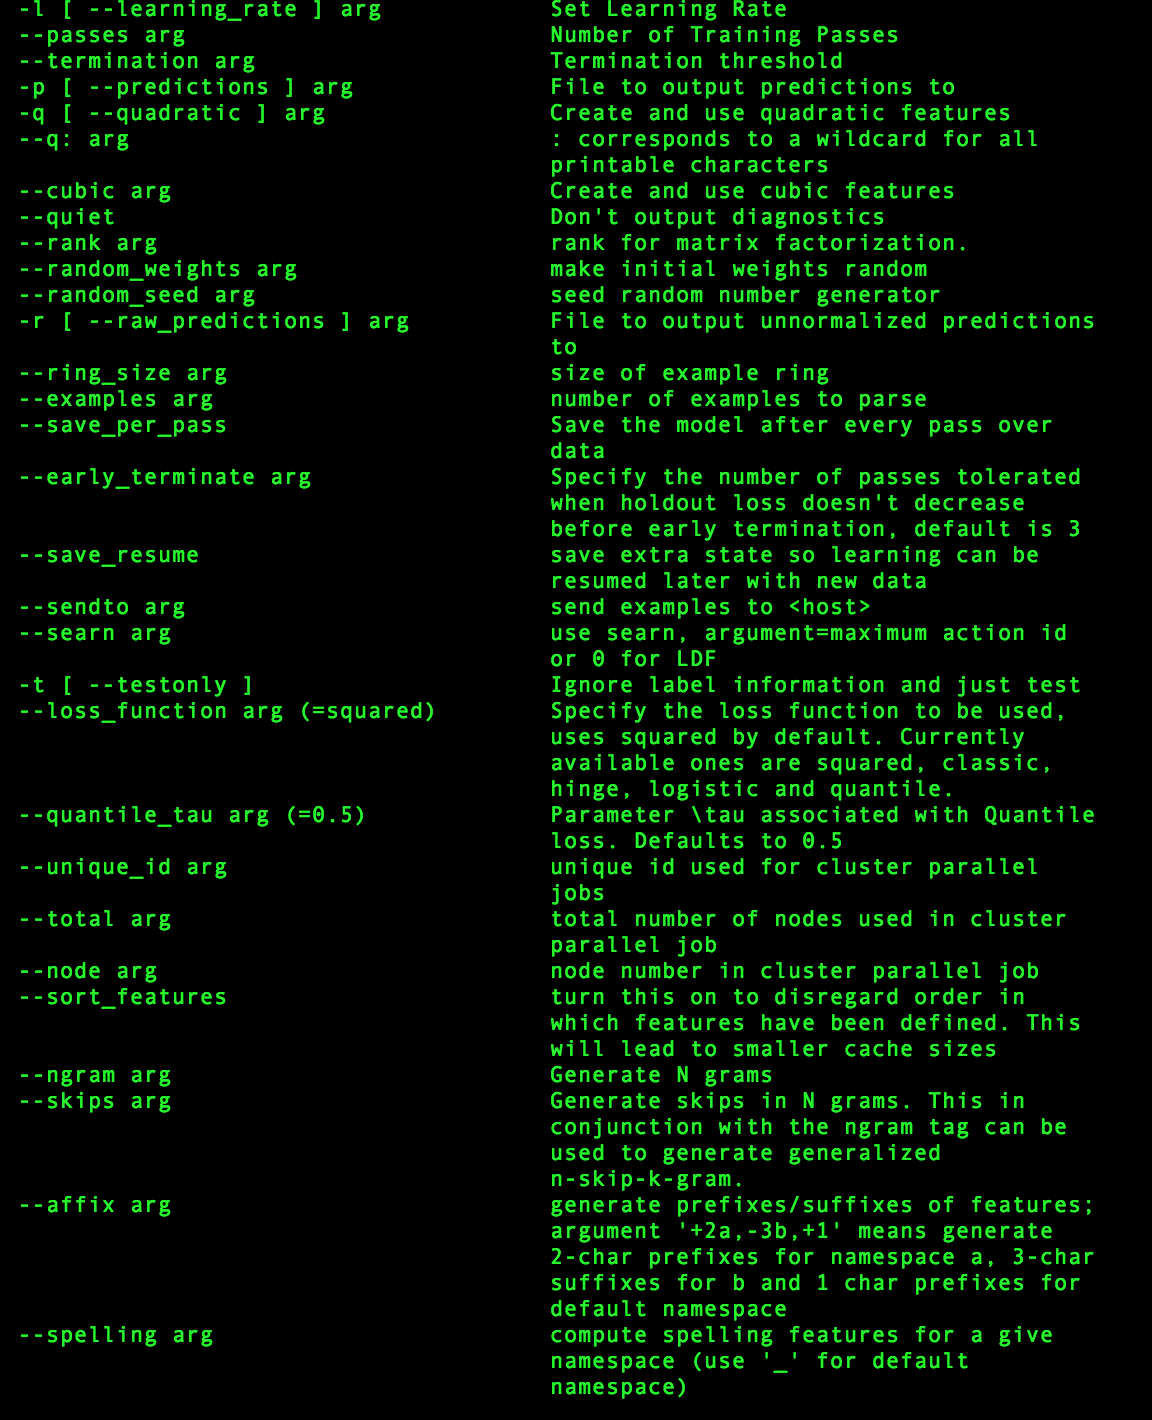 -l [ --learning_rate ] arg Set Learning Rate
--passes arg Number of Training Passes
--termination arg Termination threshold
-p [ --predictions ] arg File to output predictions to
-q [ --quadratic ] arg Create and use quadratic features
--q: arg : corresponds to a wildcard for all
printable characters
--cubic arg Create and use cubic features
--quiet Don't output diagnostics
--rank arg rank for matrix factorization.
--random_weights arg make initial weights random
--random_seed arg seed random number generator
-r [ --raw_predictions ] arg File to output unnormalized predictions
to
--ring_size arg size of example ring
--examples arg number of examples to parse
--save_per_pass Save the model after every pass over
data
--early_terminate arg Specify the number of passes tolerated
when holdout loss doesn't decrease
before early termination, default is 3
--save_resume save extra state so learning can be
resumed later with new data
--sendto arg send examples to <host>
--searn arg use searn, argument=maximum action id
or 0 for LDF
-t [ --testonly ] Ignore label information and just test
--loss_function arg (=squared) Specify the loss function to be used,
uses squared by default. Currently
available ones are squared, classic,
hinge, logistic and quantile.
--quantile_tau arg (=0.5) Parameter \tau associated with Quantile
loss. Defaults to 0.5
--unique_id arg unique id used for cluster parallel
jobs
--total arg total number of nodes used in cluster
parallel job
--node arg node number in cluster parallel job
--sort_features turn this on to disregard order in
which features have been defined. This
will lead to smaller cache sizes
--ngram arg Generate N grams
--skips arg Generate skips in N grams. This in
conjunction with the ngram tag can be
used to generate generalized
n-skip-k-gram.
--affix arg generate prefixes/suffixes of features;
argument '+2a,-3b,+1' means generate
2-char prefixes for namespace a, 3-char
suffixes for b and 1 char prefixes for
default namespace
--spelling arg compute spelling features for a give
namespace (use '_' for default
namespace)